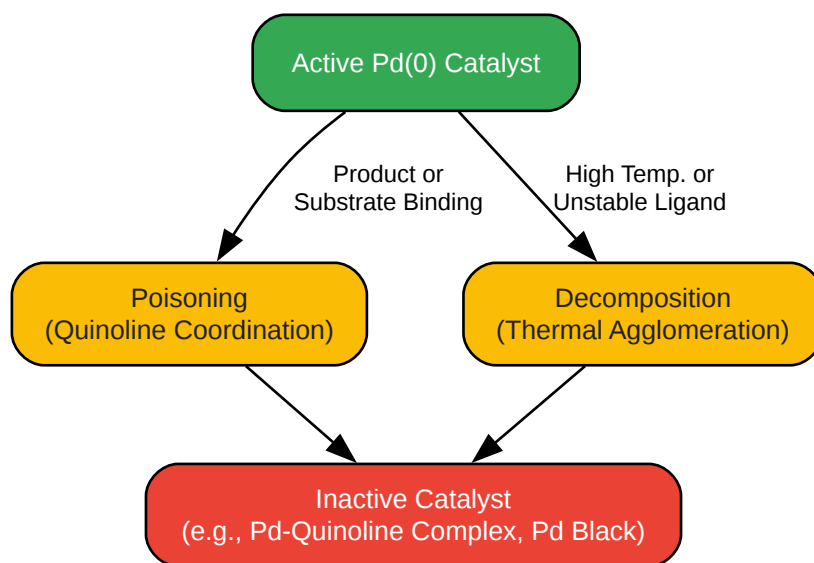 Active Pd(0) Catalyst
Product or
Substrate Binding
High Temp. or
Unstable Ligand
Poisoning
(Quinoline Coordination)
Decomposition
(Thermal Agglomeration)
Inactive Catalyst
(e.g., Pd-Quinoline Complex, Pd Black)